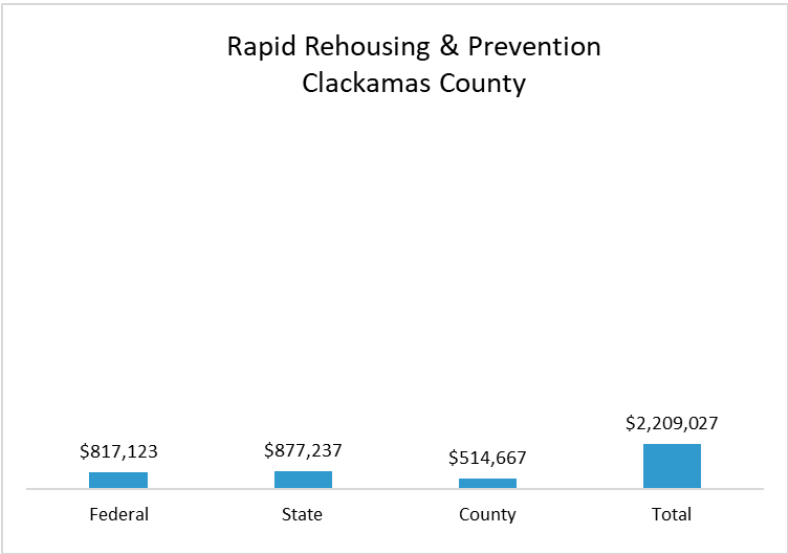 Rapid Rehousing & Prevention
Clackamas County
$2,209,027
$817,123
$877,237
$514,667
Federal
State
County
Total